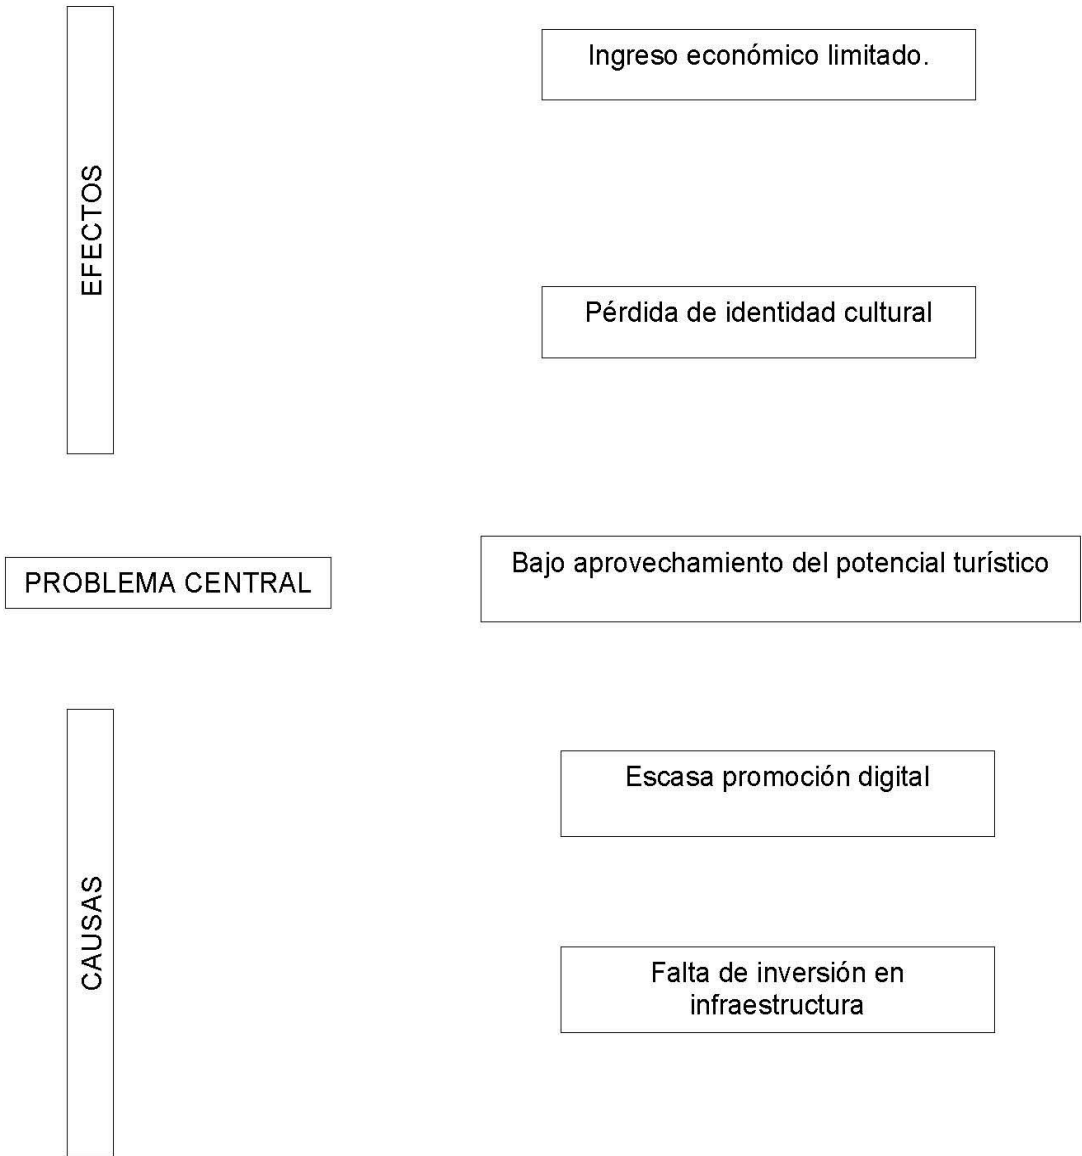 EFECTOS
Ingreso económico limitado.
Pérdida de identidad cultural
PROBLEMA CENTRAL
Bajo aprovechamiento del potencial turístico
CAUSAS
Escasa promoción digital
Falta de inversión en
infraestructura